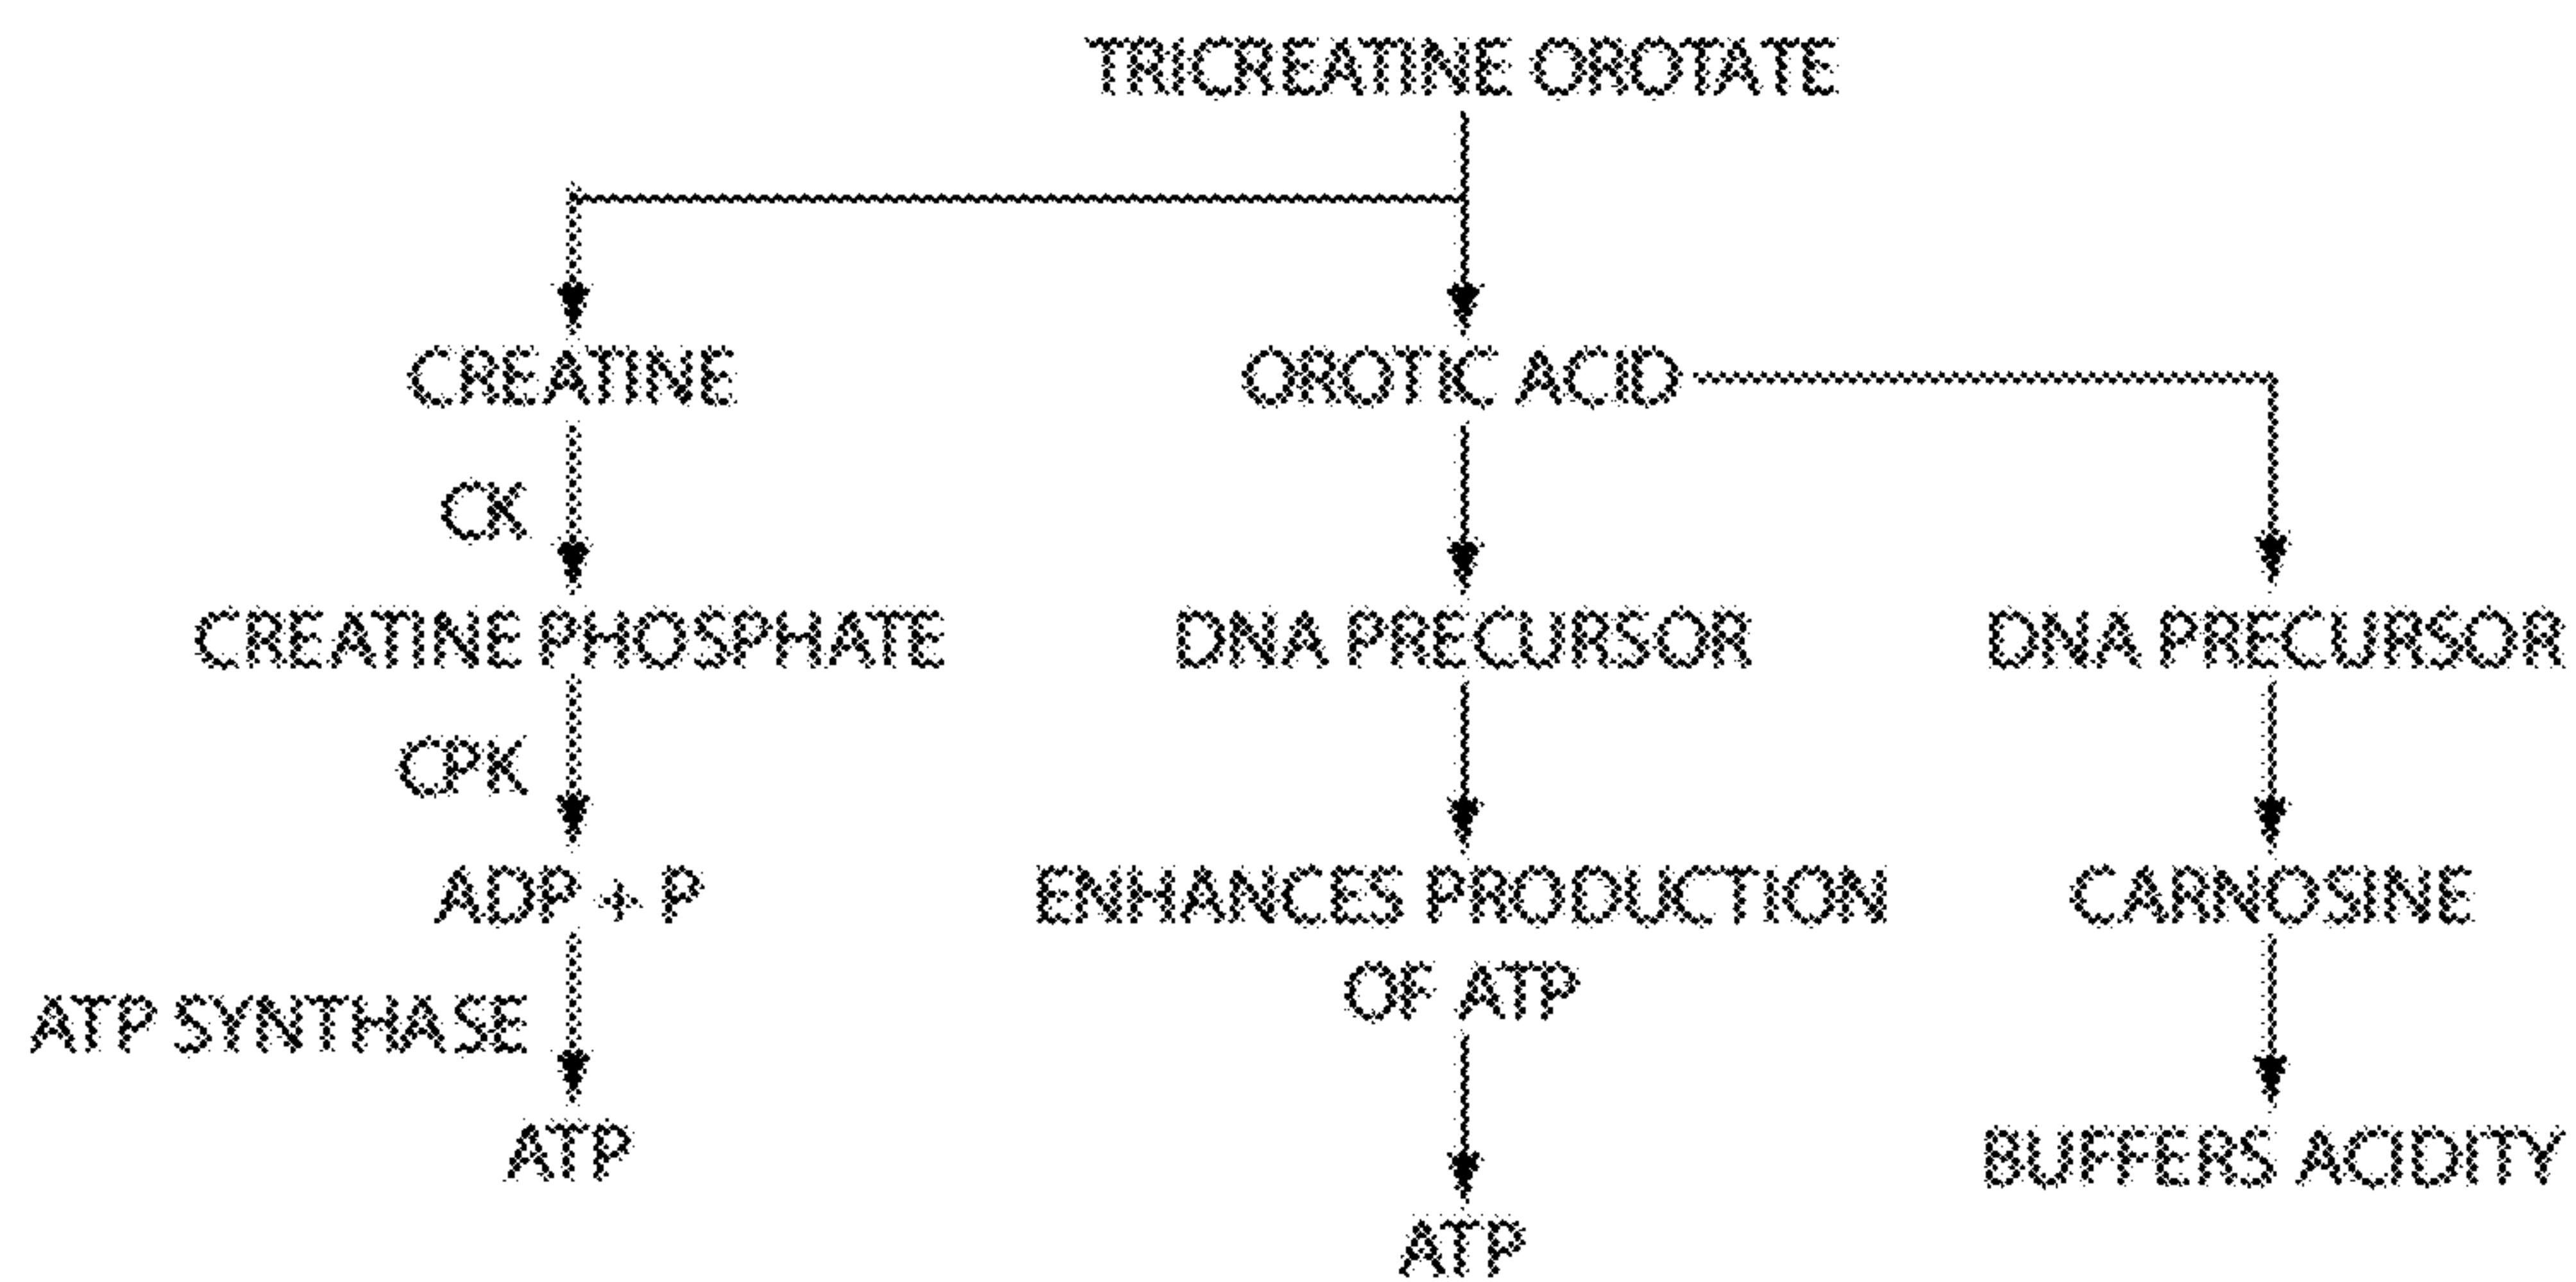 TRICREATINE OROTATE
CREATINE
OROTIC ACID
CK
CREATINE PHOSPHATE
DNA PRECURSOR
DNA PRECURSOR
CPK
ADP + P
ENHANCES PRODUCTION
OF ATP
CARNOSINE
ATP SYNTHASE
ATP
BUFFERS ACIDITY
ATP